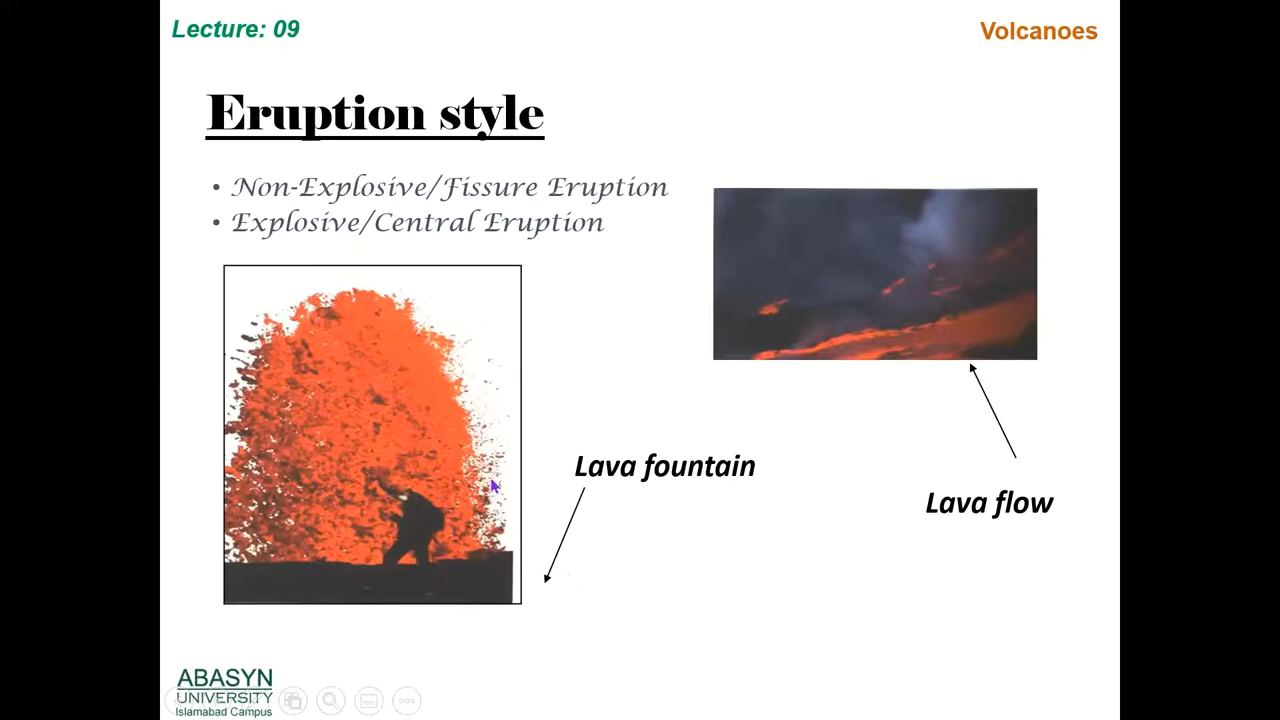 Lecture: 09
Volcanoes
Eruption style
• Non-Explosive/Fissure Eruption
• Explosive/Central Eruption
Lava fountain
Lava flow
ABASYN
UNIVERSITY
Islamabad Campus